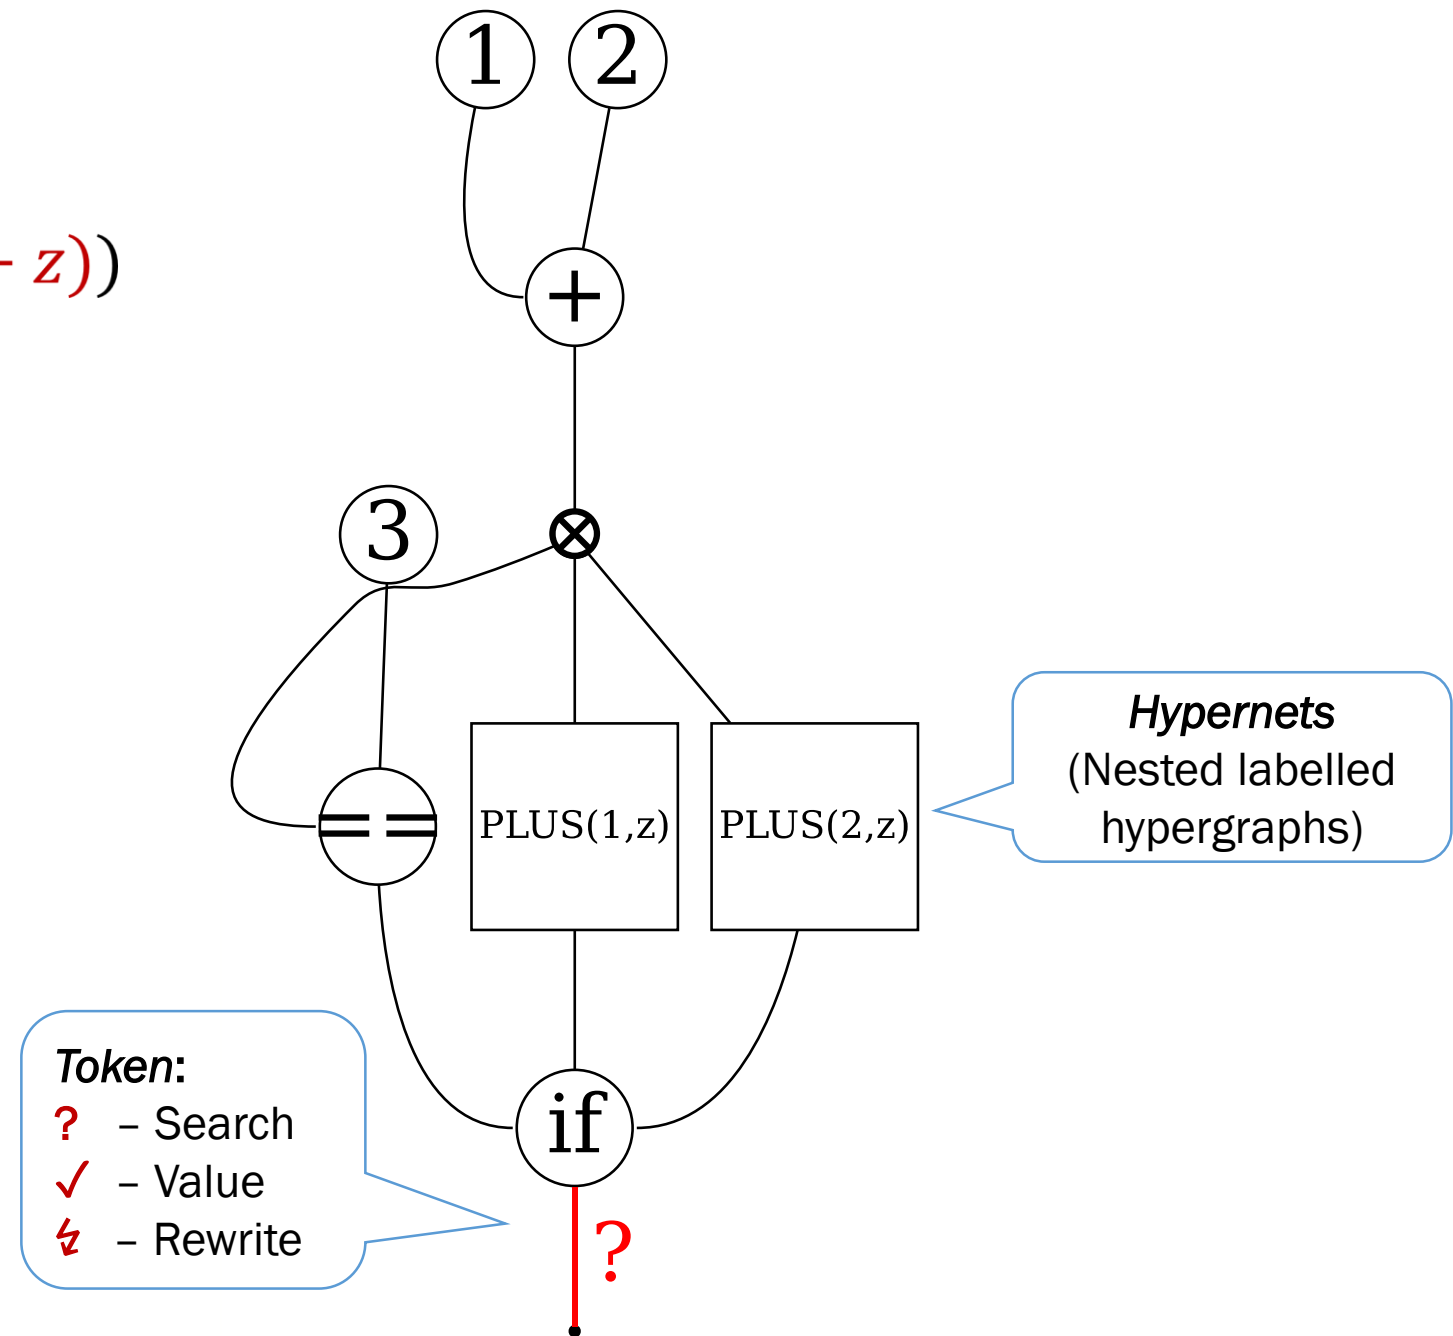 1
2
– z))
+
⊗
3
==
PLUS(1,z)
PLUS(2,z)
Hypernets
(Nested labelled
hypergraphs)
Token:
? – Search
✓ – Value
↯ – Rewrite
if
?